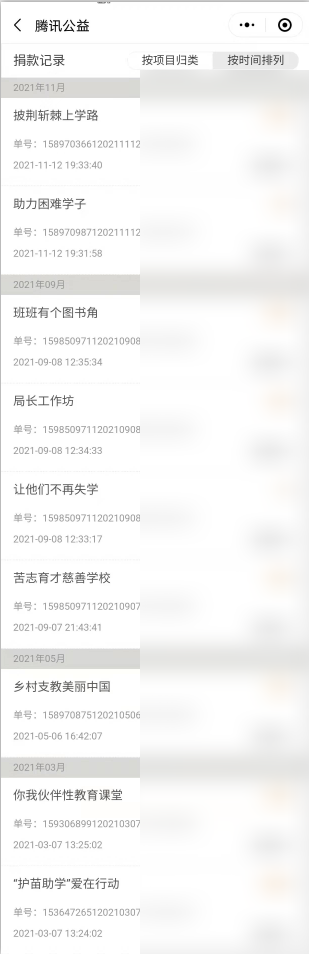 腾讯公益
捐款记录
按项目归类 按时间排列
2021年11月
披荆斩棘上学路
单号：158970366120211112
2021-11-12 19:33:40
助力困难学子
单号：158970987120211112
2021-11-12 19:31:58
2021年09月
班班有个图书角
单号：159850971120210908
2021-09-08 12:35:34
局长工作坊
单号：159850971120210908
2021-09-08 12:34:33
让他们不再失学
单号：159850971120210908
2021-09-08 12:33:17
苦志育才慈善学校
单号：159850971120210907
2021-09-07 21:43:41
2021年05月
乡村支教美丽中国
单号：158970875120210506
2021-05-06 16:42:07
2021年03月
你我伙伴性教育课堂
单号：159306899120210307
2021-03-07 13:25:02
“护苗助学”爱在行动
单号：153647265120210307
2021-03-07 13:24:02